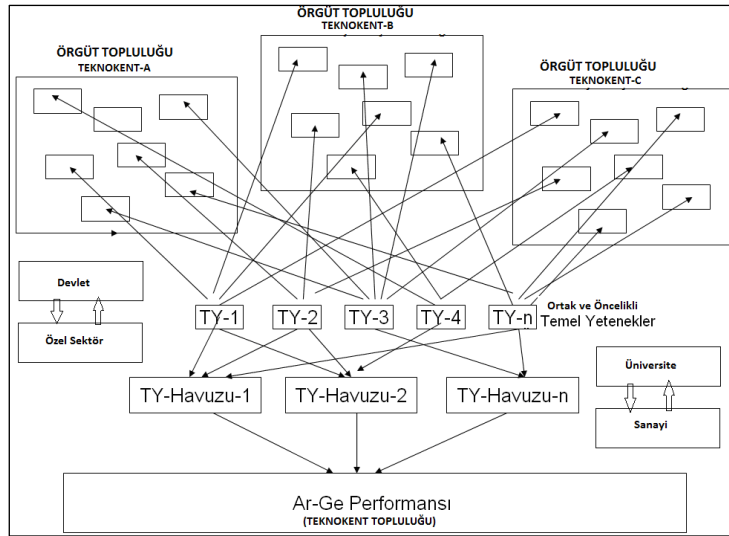 ÖRGÜT TOPLULUĞU
TEKNOKENT-B
ÖRGÜT TOPLULUĞU
TEKNOKENT-A
ÖRGÜT TOPLULUĞU
TEKNOKENT-C
Devlet
Özel Sektör
TY-1
TY-2
TY-3
TY-4
TY-n
Ortak ve Öncelikli
Temel Yetenekler
Üniversite
Sanayi
TY-Havuzu-1
TY-Havuzu-2
TY-Havuzu-n
Ar-Ge Performansı
(TEKNOKENT TOPLULUĞU)